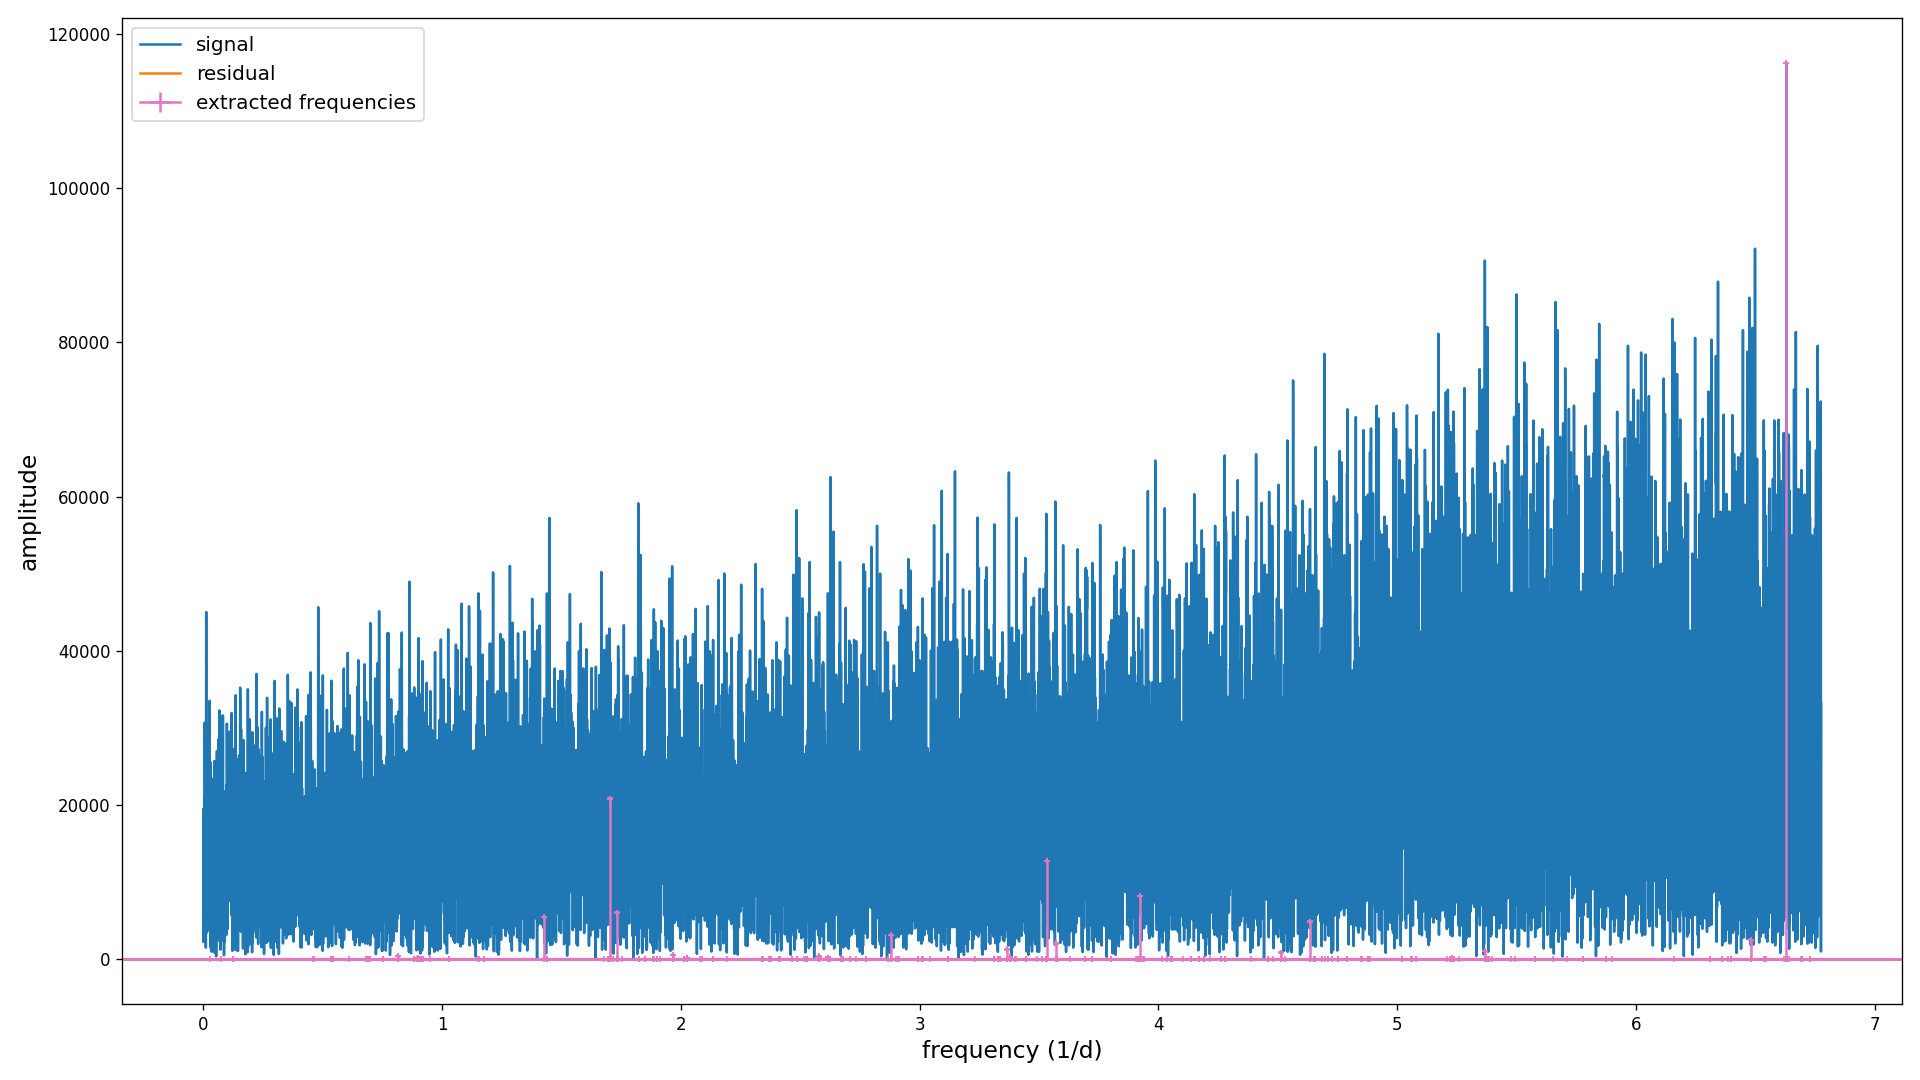 signal
residual
extracted frequencies
120000
100000
80000
60000
40000
20000
0
amplitude
0 1 2 3 4 5 6 7
frequency (1/d)